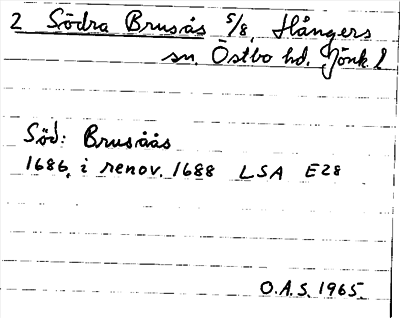 2 Södra Brusås 5/8, Hångers
sn. Östbo hd. Jönk. l
Söd: Brusåås
1686, i renov. 1688 LSA E28
O.A.S. 1965.